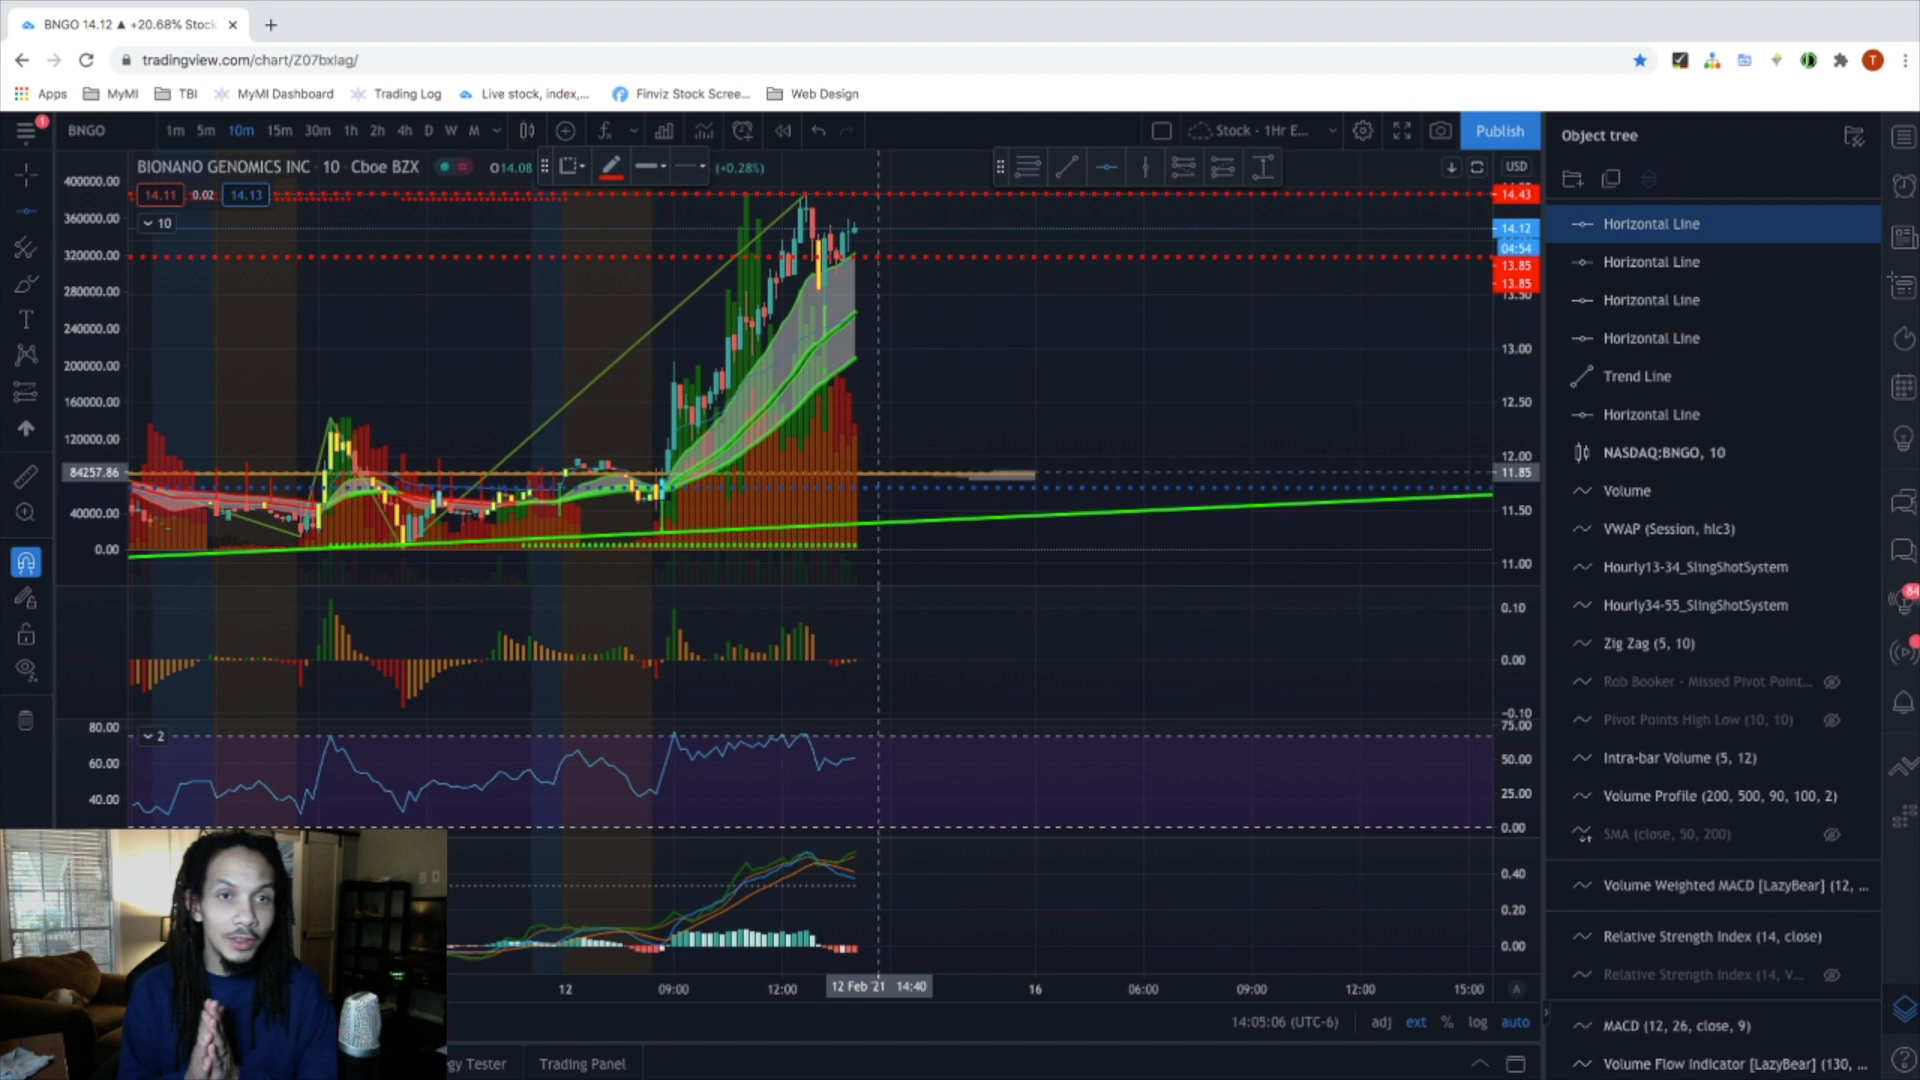 BNGO 14.12 ▲ +20.68% Stock
tradingview.com/chart/Z07bxlag/
T
Apps
MyMI
TBI
MyMI Dashboard
Trading Log
Live stock, index,...
Finviz Stock Scree...
Web Design
1
BNGO
1m 5m 10m 15m 30m 1h 2h 4h D W M
Stock - 1Hr E...
Publish
BIONANO GENOMICS INC · 10 · Cboe BZX
O14.08
(+0.28%)
USD
14.11
0.02
14.13
10
400000.00
360000.00
320000.00
280000.00
240000.00
200000.00
160000.00
120000.00
84257.86
40000.00
0.00
14.43
14.12
04:54
13.85
13.85
13.50
13.00
12.50
12.00
11.85
11.50
11.00
0.10
0.00
-0.10
80.00
2
60.00
40.00
75.00
50.00
25.00
0.00
0.40
0.20
0.00
12
09:00
12:00
12 Feb '21 14:40
16
06:00
09:00
12:00
15:00
A
14:05:06 (UTC-6)
adj
ext
%
log
auto
gy Tester
Trading Panel
Object tree
Horizontal Line
Horizontal Line
Horizontal Line
Horizontal Line
Trend Line
Horizontal Line
NASDAQ:BNGO, 10
Volume
VWAP (Session, hlc3)
Hourly13-34_SlingShotSystem
Hourly34-55_SlingShotSystem
Zig Zag (5, 10)
Rob Booker - Missed Pivot Point...
Pivot Points High Low (10, 10)
Intra-bar Volume (5, 12)
Volume Profile (200, 500, 90, 100, 2)
SMA (close, 50, 200)
Volume Weighted MACD [LazyBear] (12, ...
Relative Strength Index (14, close)
Relative Strength Index (14, V...
MACD (12, 26, close, 9)
Volume Flow Indicator [LazyBear] (130, ...
84